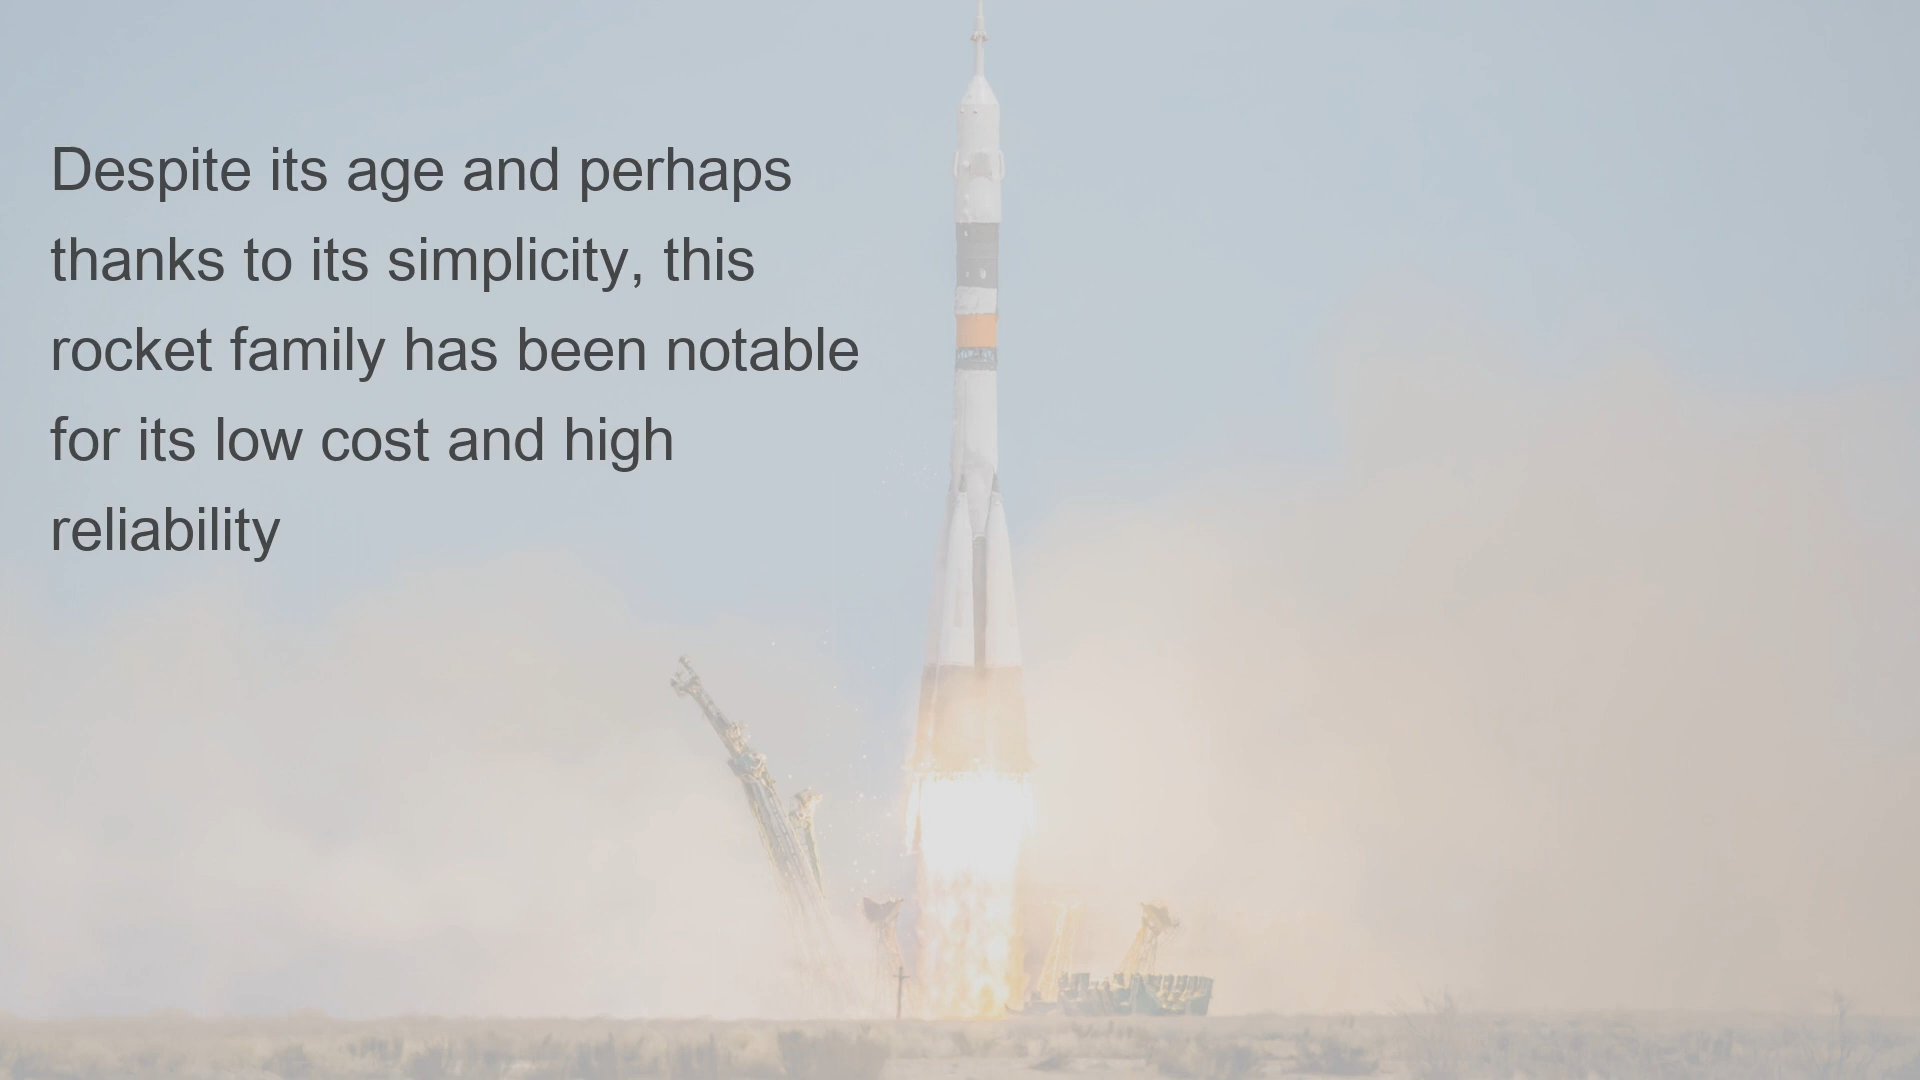 Despite its age and perhaps
thanks to its simplicity, this
rocket family has been notable
for its low cost and high
reliability